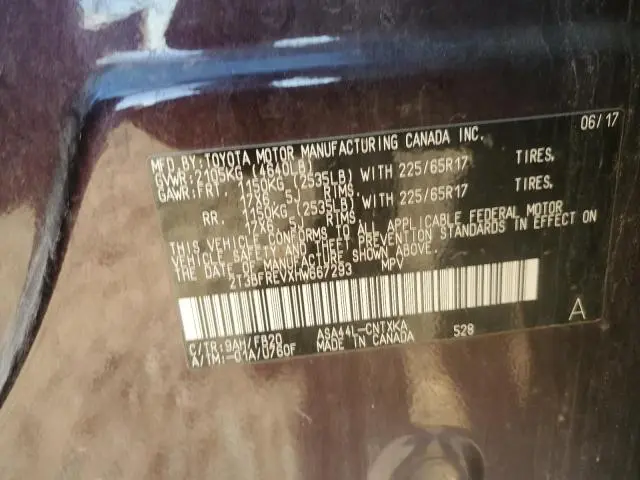 MFD.BY:TOYOTA MOTOR MANUFACTURING CANADA INC. 06/17
GVWR:2105KG (4640LB)
GAWR:FRT. 1150KG (2535LB) WITH 225/65R17 TIRES,
17X6.5J RIMS.
RR. 1150KG (2535LB) WITH 225/65R17 TIRES,
17X6.5J RIMS.
THIS VEHICLE CONFORMS TO ALL APPLICABLE FEDERAL MOTOR
VEHICLE SAFETY AND THEFT PREVENTION STANDARDS IN EFFECT ON
THE DATE OF MANUFACTURE SHOWN ABOVE.
2T3BFREVXHW667293 MPV
A
C/TR:9AH/FB20 ASA44L-CNTXKA 528
A/TM:-01A/U760F MADE IN CANADA